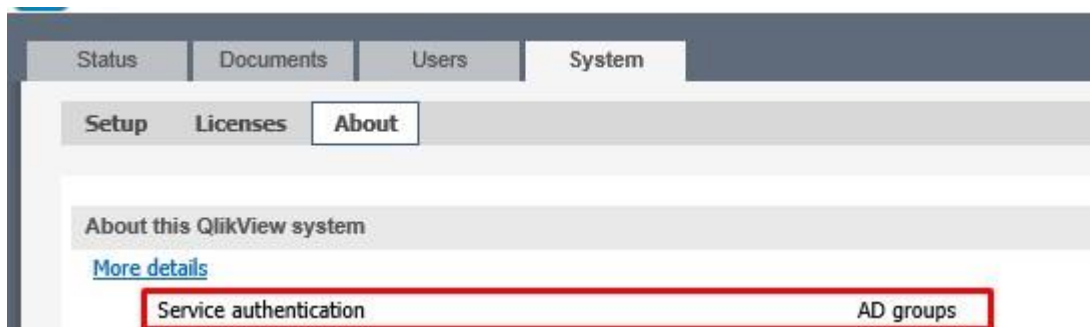 Status Documents Users System
Setup Licenses About
About this QlikView system
More details
Service authentication AD groups